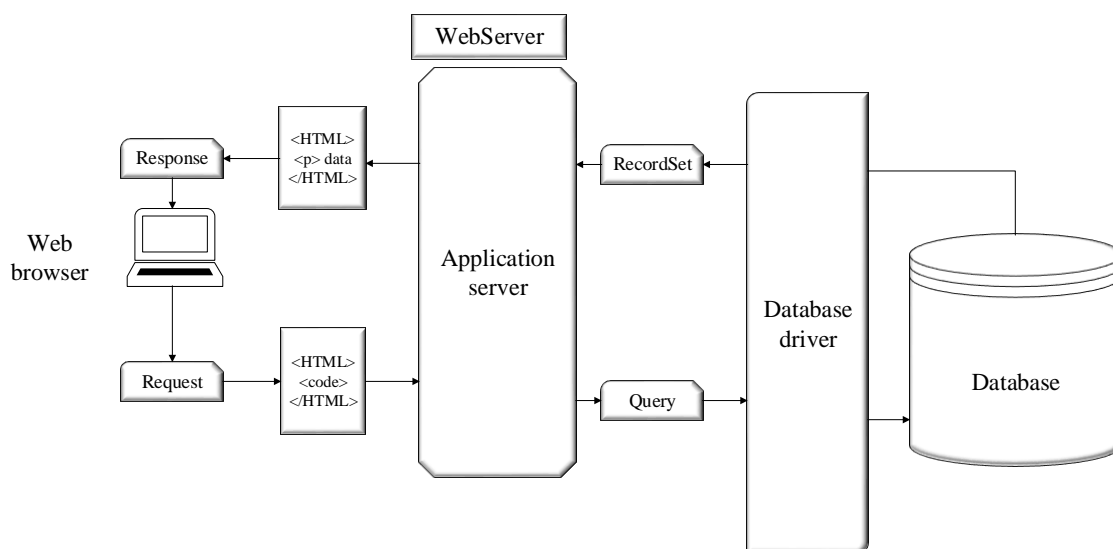 WebServer
<HTML>
<p> data
</HTML>
Response
RecordSet
Web
browser
Application
server
Database
driver
Database
<HTML>
<code>
</HTML>
Request
Query